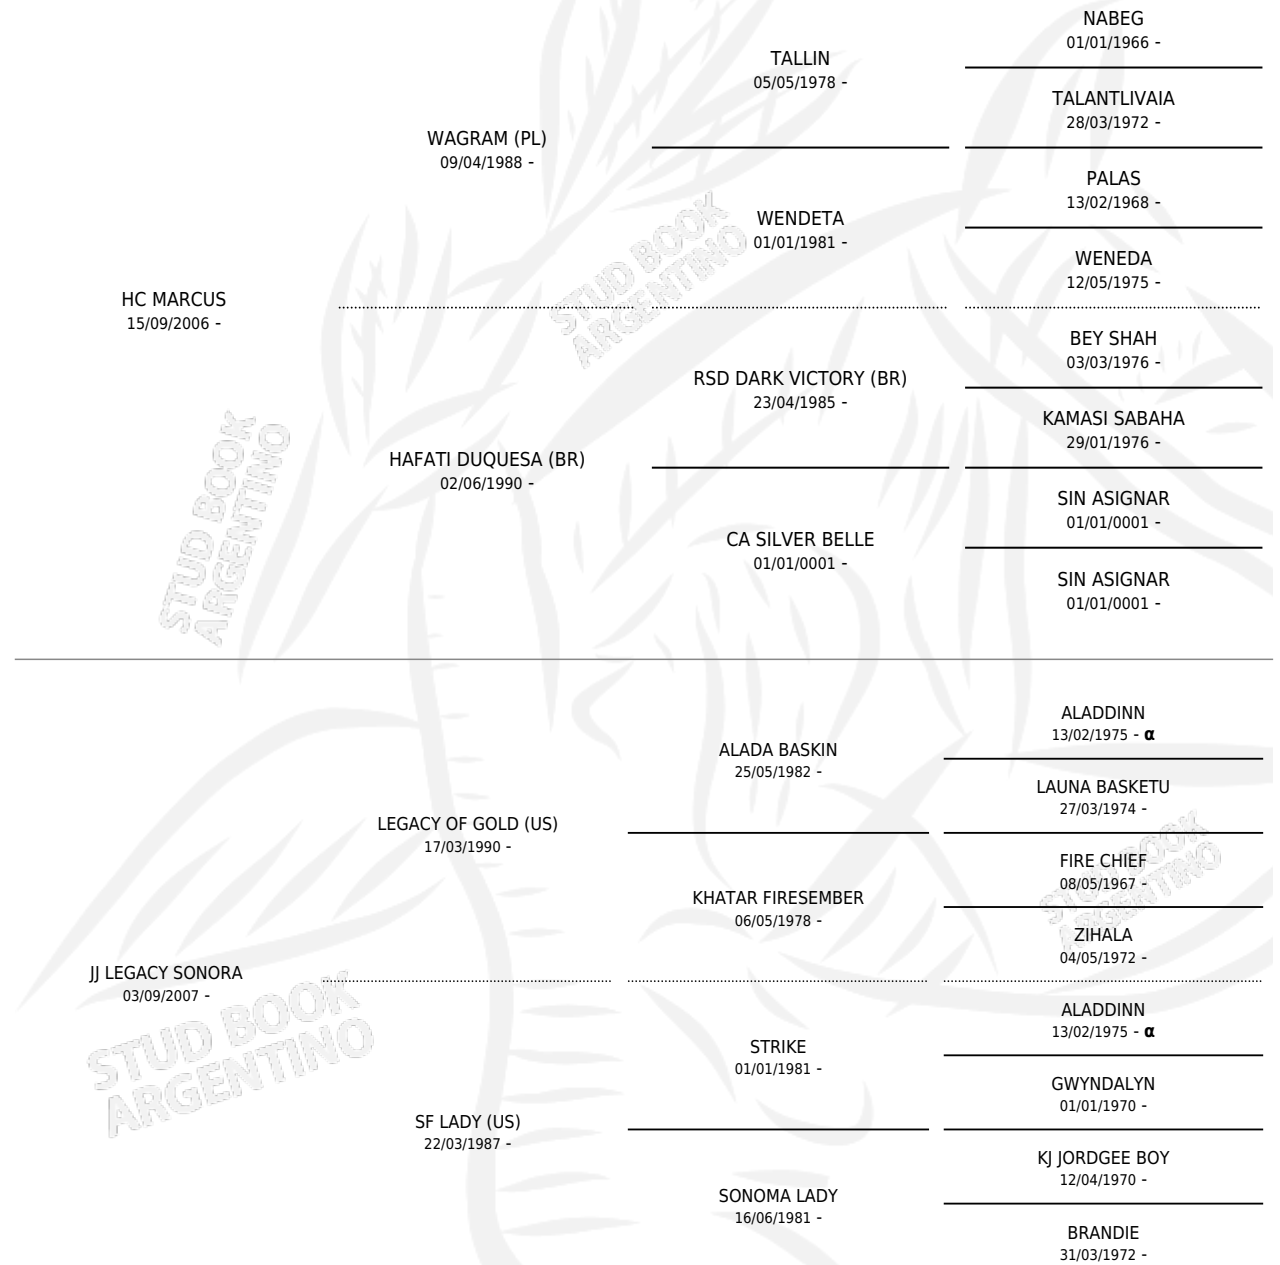 NABEG
01/01/1966 -
TALLIN
05/05/1978 -
TALANTLIVAIA
28/03/1972 -
WAGRAM (PL)
09/04/1988 -
PALAS
13/02/1968 -
WENDETA
01/01/1981 -
WENEDA
12/05/1975 -
HC MARCUS
15/09/2006 -
BEY SHAH
03/03/1976 -
RSD DARK VICTORY (BR)
23/04/1985 -
KAMASI SABAHA
29/01/1976 -
HAFATI DUQUESA (BR)
02/06/1990 -
SIN ASIGNAR
01/01/0001 -
CA SILVER BELLE
01/01/0001 -
SIN ASIGNAR
01/01/0001 -
STUD BOOK
ARGENTINO
STUD BOOK
ARGENTINO
ALADDINN
13/02/1975 - α
ALADA BASKIN
25/05/1982 -
LAUNA BASKETU
27/03/1974 -
LEGACY OF GOLD (US)
17/03/1990 -
FIRE CHIEF
08/05/1967 -
KHATAR FIRESEMBER
06/05/1978 -
ZIHALA
04/05/1972 -
JJ LEGACY SONORA
03/09/2007 -
ALADDINN
13/02/1975 - α
STRIKE
01/01/1981 -
GWYNDALYN
01/01/1970 -
SF LADY (US)
22/03/1987 -
KJ JORDGEE BOY
12/04/1970 -
SONOMA LADY
16/06/1981 -
BRANDIE
31/03/1972 -
STUD BOOK
ARGENTINO
STUD BOOK
ARGENTINO